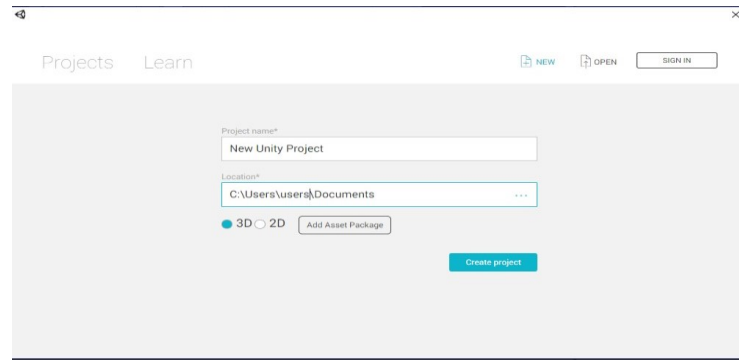 Projects Learn NEW OPEN SIGN IN
Project name*
New Unity Project
Location*
C:\Users\users\Documents ...
3D 2D Add Asset Package
Create project